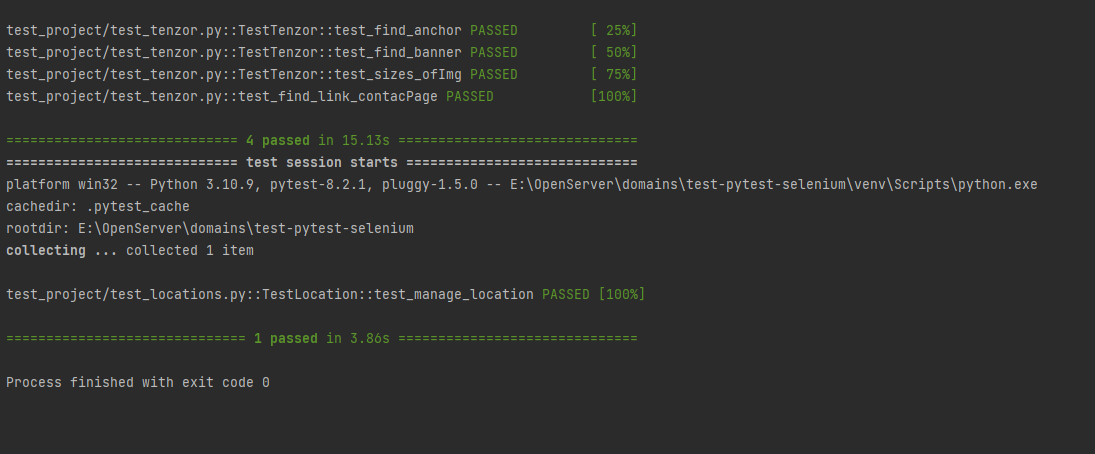 test_project/test_tenzor.py::TestTenzor::test_find_anchor PASSED         [ 25%]
test_project/test_tenzor.py::TestTenzor::test_find_banner PASSED         [ 50%]
test_project/test_tenzor.py::TestTenzor::test_sizes_ofImg PASSED         [ 75%]
test_project/test_tenzor.py::test_find_link_contacPage PASSED            [100%]
============================= 4 passed in 15.13s ==============================
============================= test session starts =============================
platform win32 -- Python 3.10.9, pytest-8.2.1, pluggy-1.5.0 -- E:\OpenServer\domains\test-pytest-selenium\venv\Scripts\python.exe
cachedir: .pytest_cache
rootdir: E:\OpenServer\domains\test-pytest-selenium
collecting ... collected 1 item
test_project/test_locations.py::TestLocation::test_manage_location PASSED [100%]
============================== 1 passed in 3.86s ==============================
Process finished with exit code 0